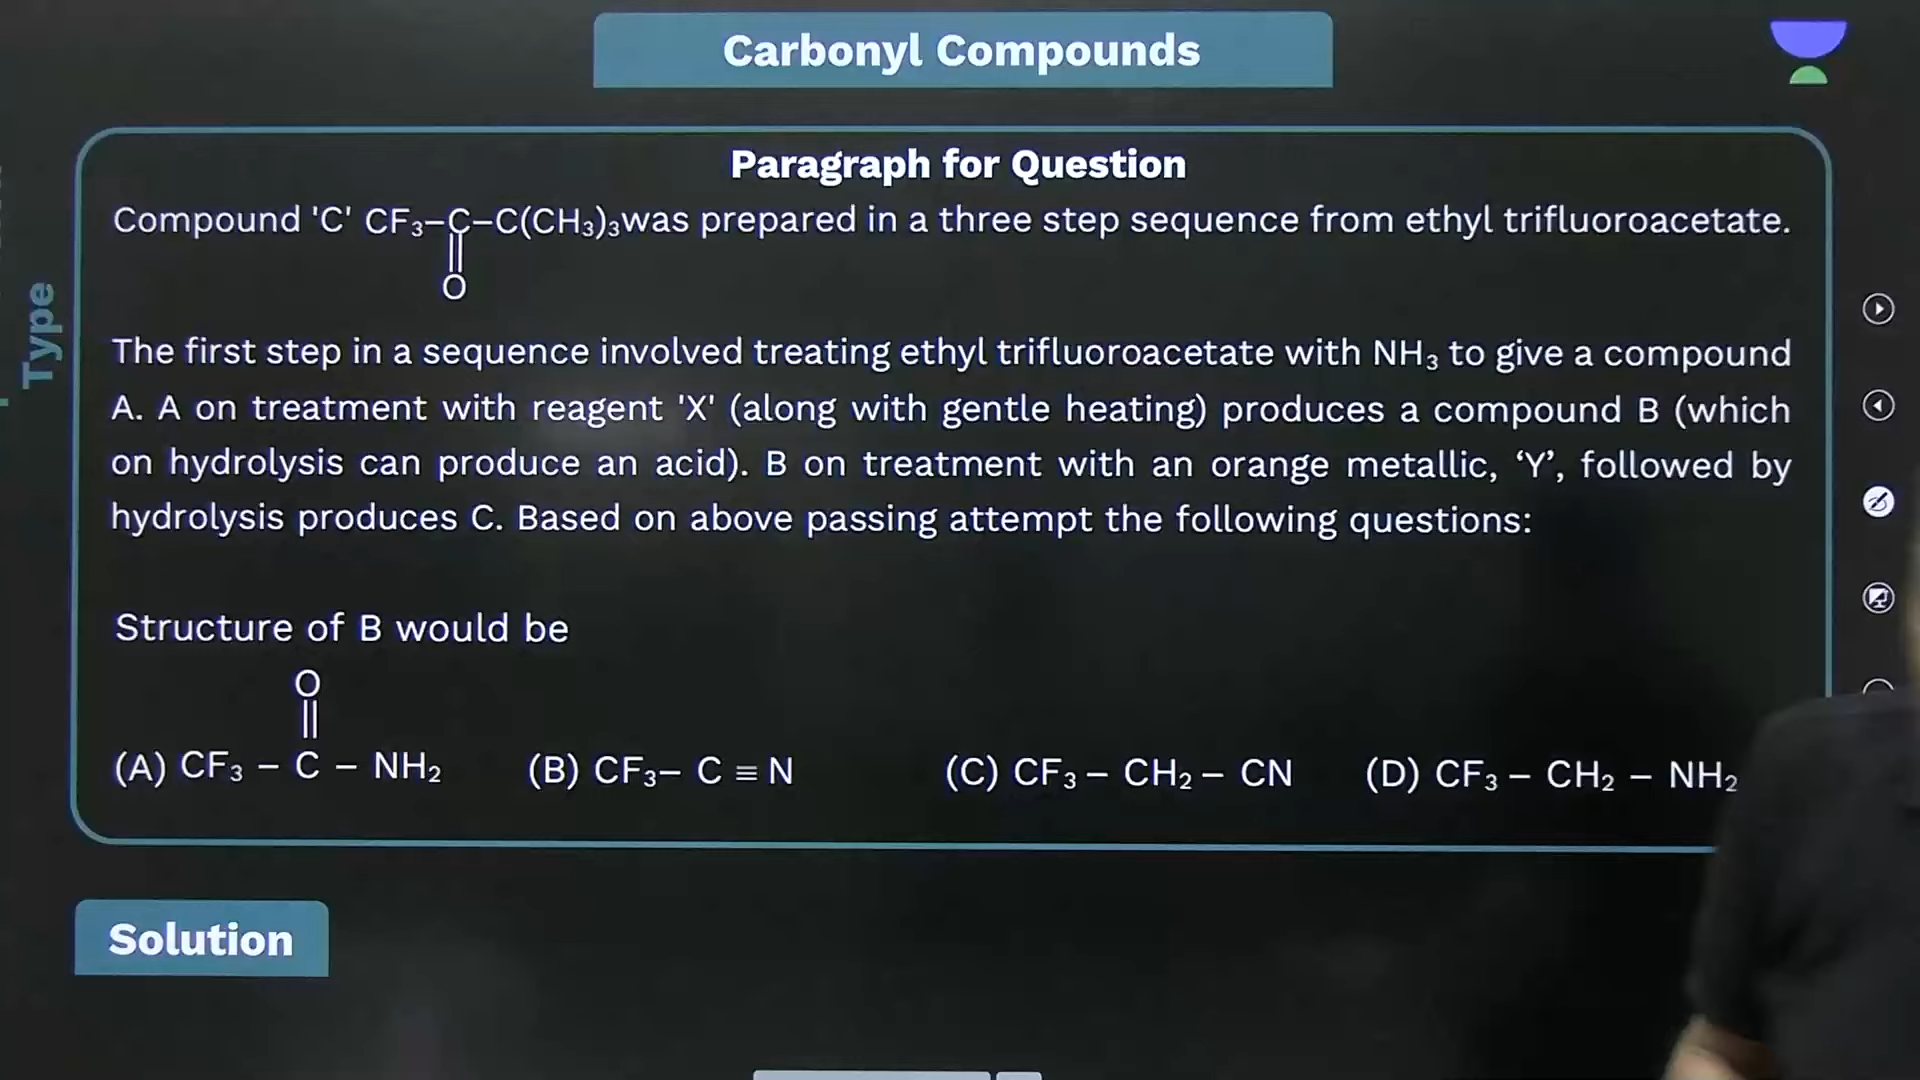 Carbonyl Compounds
Type
Paragraph for Question
Compound 'C' CF₃–C–C(CH₃)₃was prepared in a three step sequence from ethyl trifluoroacetate.
||
O
The first step in a sequence involved treating ethyl trifluoroacetate with NH₃ to give a compound
A. A on treatment with reagent 'X' (along with gentle heating) produces a compound B (which
on hydrolysis can produce an acid). B on treatment with an orange metallic, ‘Y’, followed by
hydrolysis produces C. Based on above passing attempt the following questions:
Structure of B would be
O
||
(A) CF₃ – C – NH₂ (B) CF₃– C ≡ N (C) CF₃ – CH₂ – CN (D) CF₃ – CH₂ – NH₂
Solution